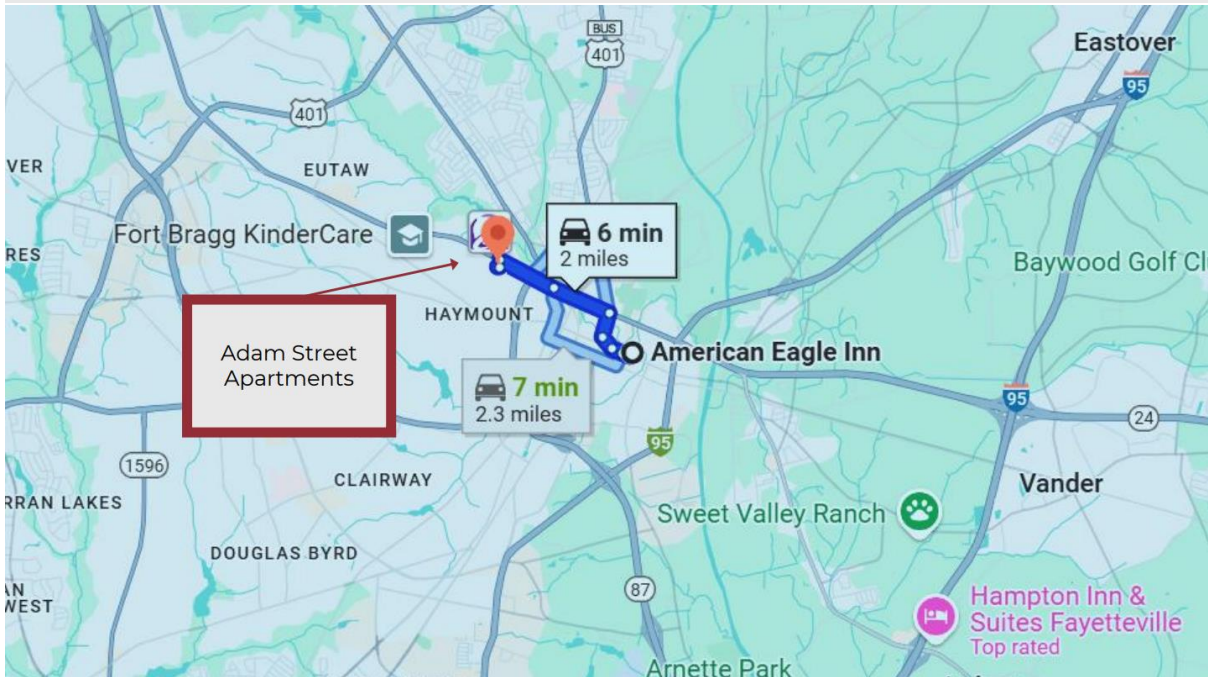 BUS
401
Eastover
95
401
VER
EUTAW
Fort Bragg KinderCare
6 min
2 miles
RES
Baywood Golf Cl
HAYMOUNT
Adam Street
Apartments
American Eagle Inn
7 min
2.3 miles
95
24
95
1596
CLAIRWAY
Vander
RRAN LAKES
Sweet Valley Ranch
DOUGLAS BYRD
AN
WEST
87
Hampton Inn &
Suites Fayetteville
Top rated
Arnette Park